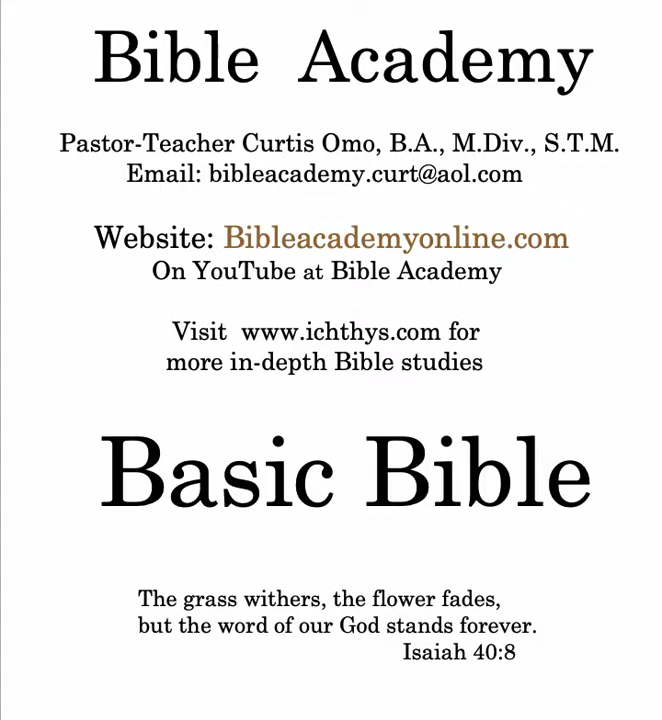 Bible Academy
Pastor-Teacher Curtis Omo, B.A., M.Div., S.T.M.
Email: bibleacademy.curt@aol.com
Website: Bibleacademyonline.com
On YouTube at Bible Academy
Visit www.ichthys.com for
more in-depth Bible studies
Basic Bible
The grass withers, the flower fades,
but the word of our God stands forever.
Isaiah 40:8